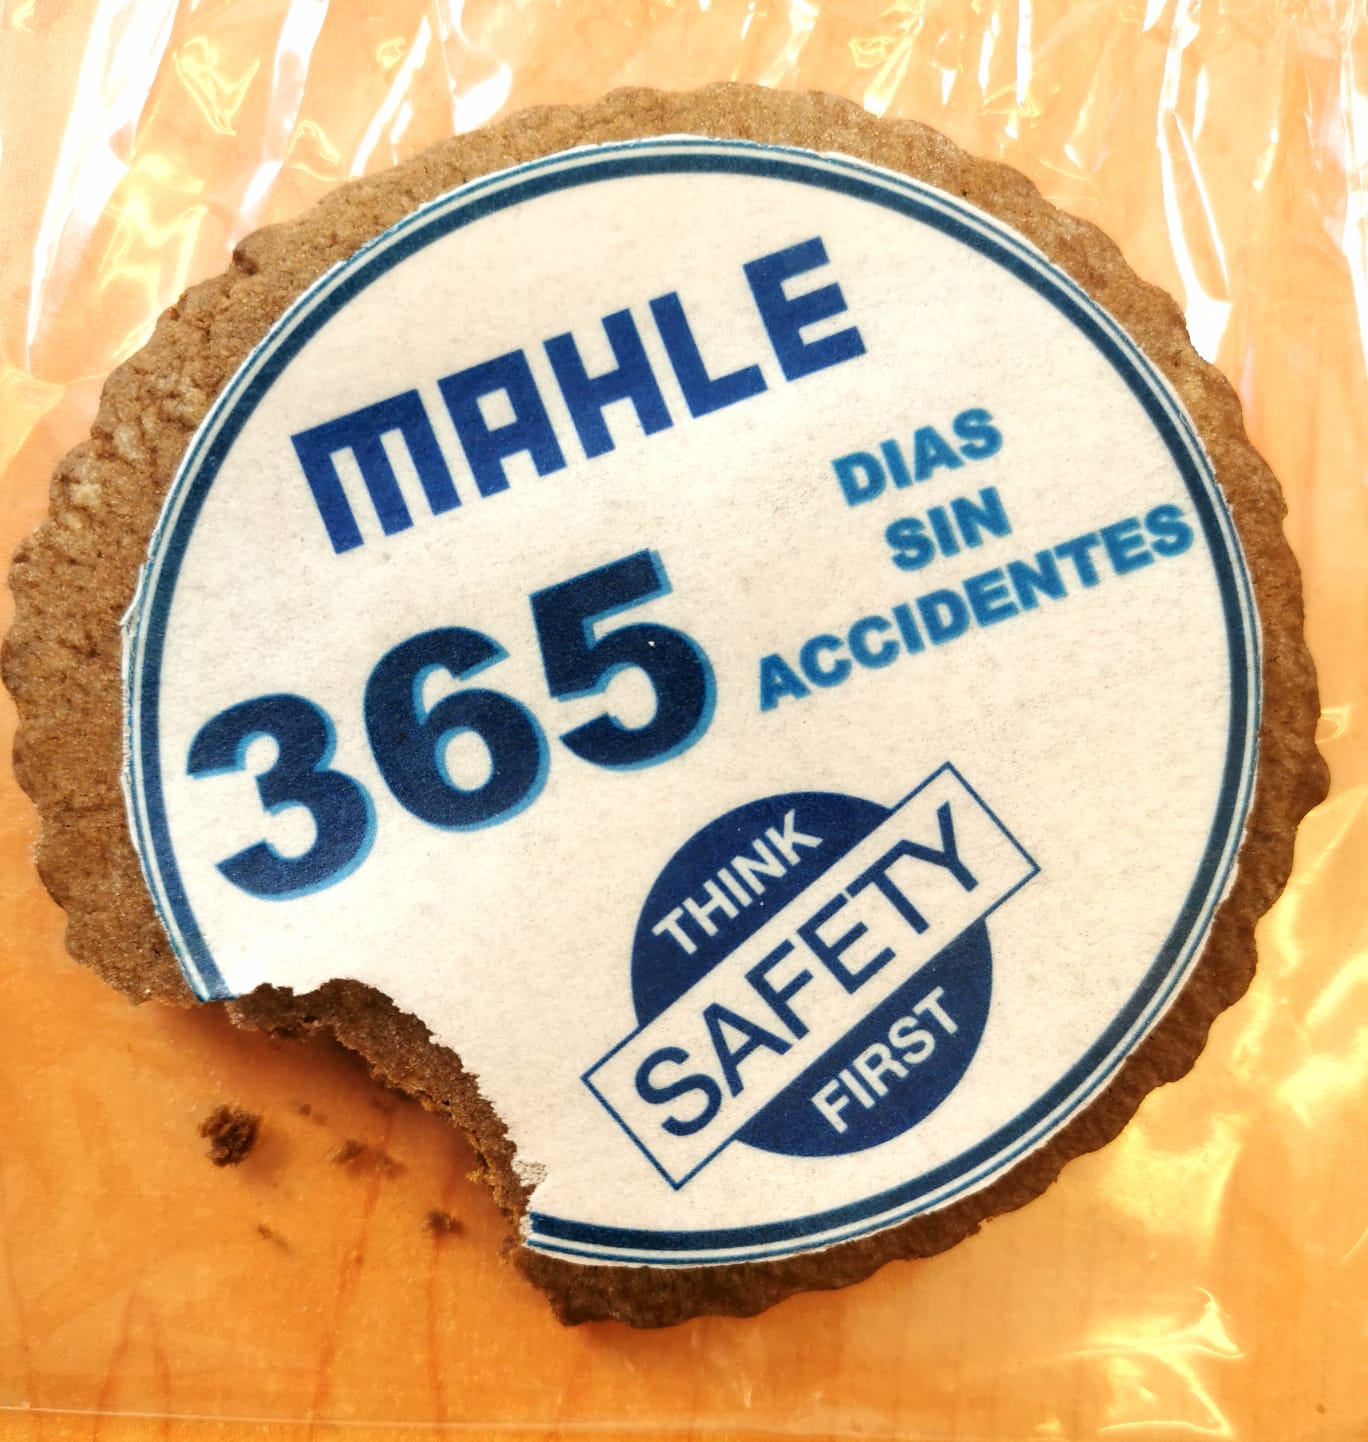 MAHLE
365
DIAS
SIN
ACCIDENTES
THINK
SAFETY
FIRST